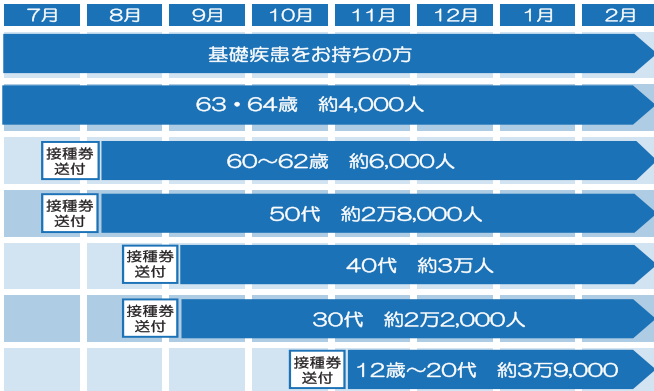 7月 8月 9月 10月 11月 12月 1月 2月
基礎疾患をお持ちの方
63・64歳 約4,000人
接種券
送付
60〜62歳 約6,000人
接種券
送付
50代 約2万8,000人
接種券
送付
40代 約3万人
接種券
送付
30代 約2万2,000人
接種券
送付
12歳〜20代 約3万9,000